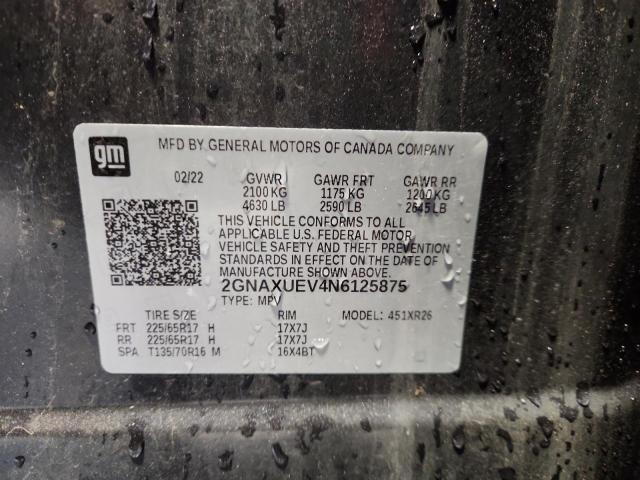 gm
MFD BY GENERAL MOTORS OF CANADA COMPANY
02/22 GVWR GAWR FRT GAWR RR
2100 KG 1175 KG 1200 KG
4630 LB 2590 LB 2645 LB
THIS VEHICLE CONFORMS TO ALL
APPLICABLE U.S. FEDERAL MOTOR
VEHICLE SAFETY AND THEFT PREVENTION
STANDARDS IN EFFECT ON THE DATE OF
MANUFACTURE SHOWN ABOVE.
2GNAXUEV4N6125875
TYPE: MPV
TIRE SIZE RIM MODEL: 451XR26
FRT 225/65R17 H 17X7J
RR 225/65R17 H 17X7J
SPA T135/70R16 M 16X4BT